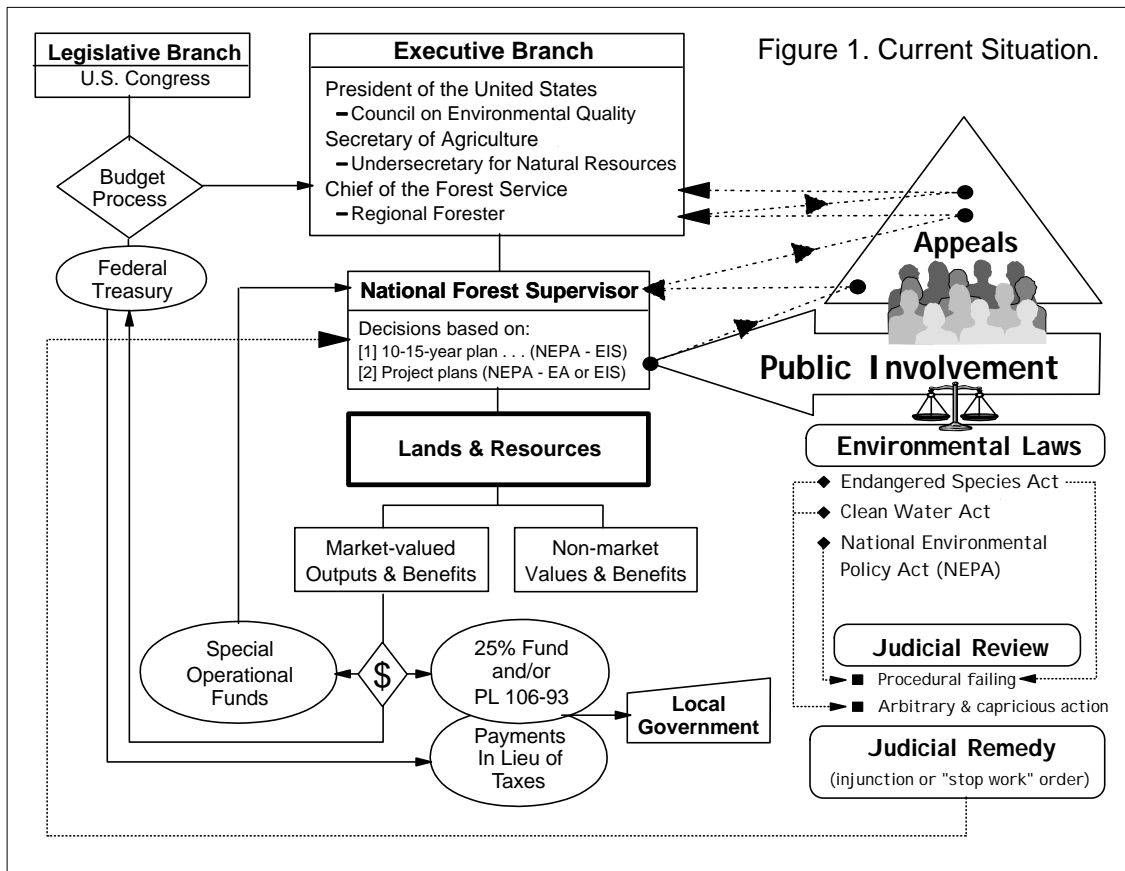 Figure 1. Current Situation.
Legislative Branch
U.S. Congress
Executive Branch
President of the United States
– Council on Environmental Quality
Secretary of Agriculture
– Undersecretary for Natural Resources
Chief of the Forest Service
– Regional Forester
Budget
Process
Federal
Treasury
National Forest Supervisor
Decisions based on:
[1] 10-15-year plan . . . (NEPA - EIS)
[2] Project plans (NEPA - EA or EIS)
Appeals
Public Involvement
Lands & Resources
Market-valued
Outputs & Benefits
Non-market
Values & Benefits
Special
Operational
Funds
$
25% Fund
and/or
PL 106-93
Payments
In Lieu of
Taxes
Local
Government
Environmental Laws
◆ Endangered Species Act
◆ Clean Water Act
◆ National Environmental
Policy Act (NEPA)
Judicial Review
■ Procedural failing
■ Arbitrary & capricious action
Judicial Remedy
(injunction or "stop work" order)